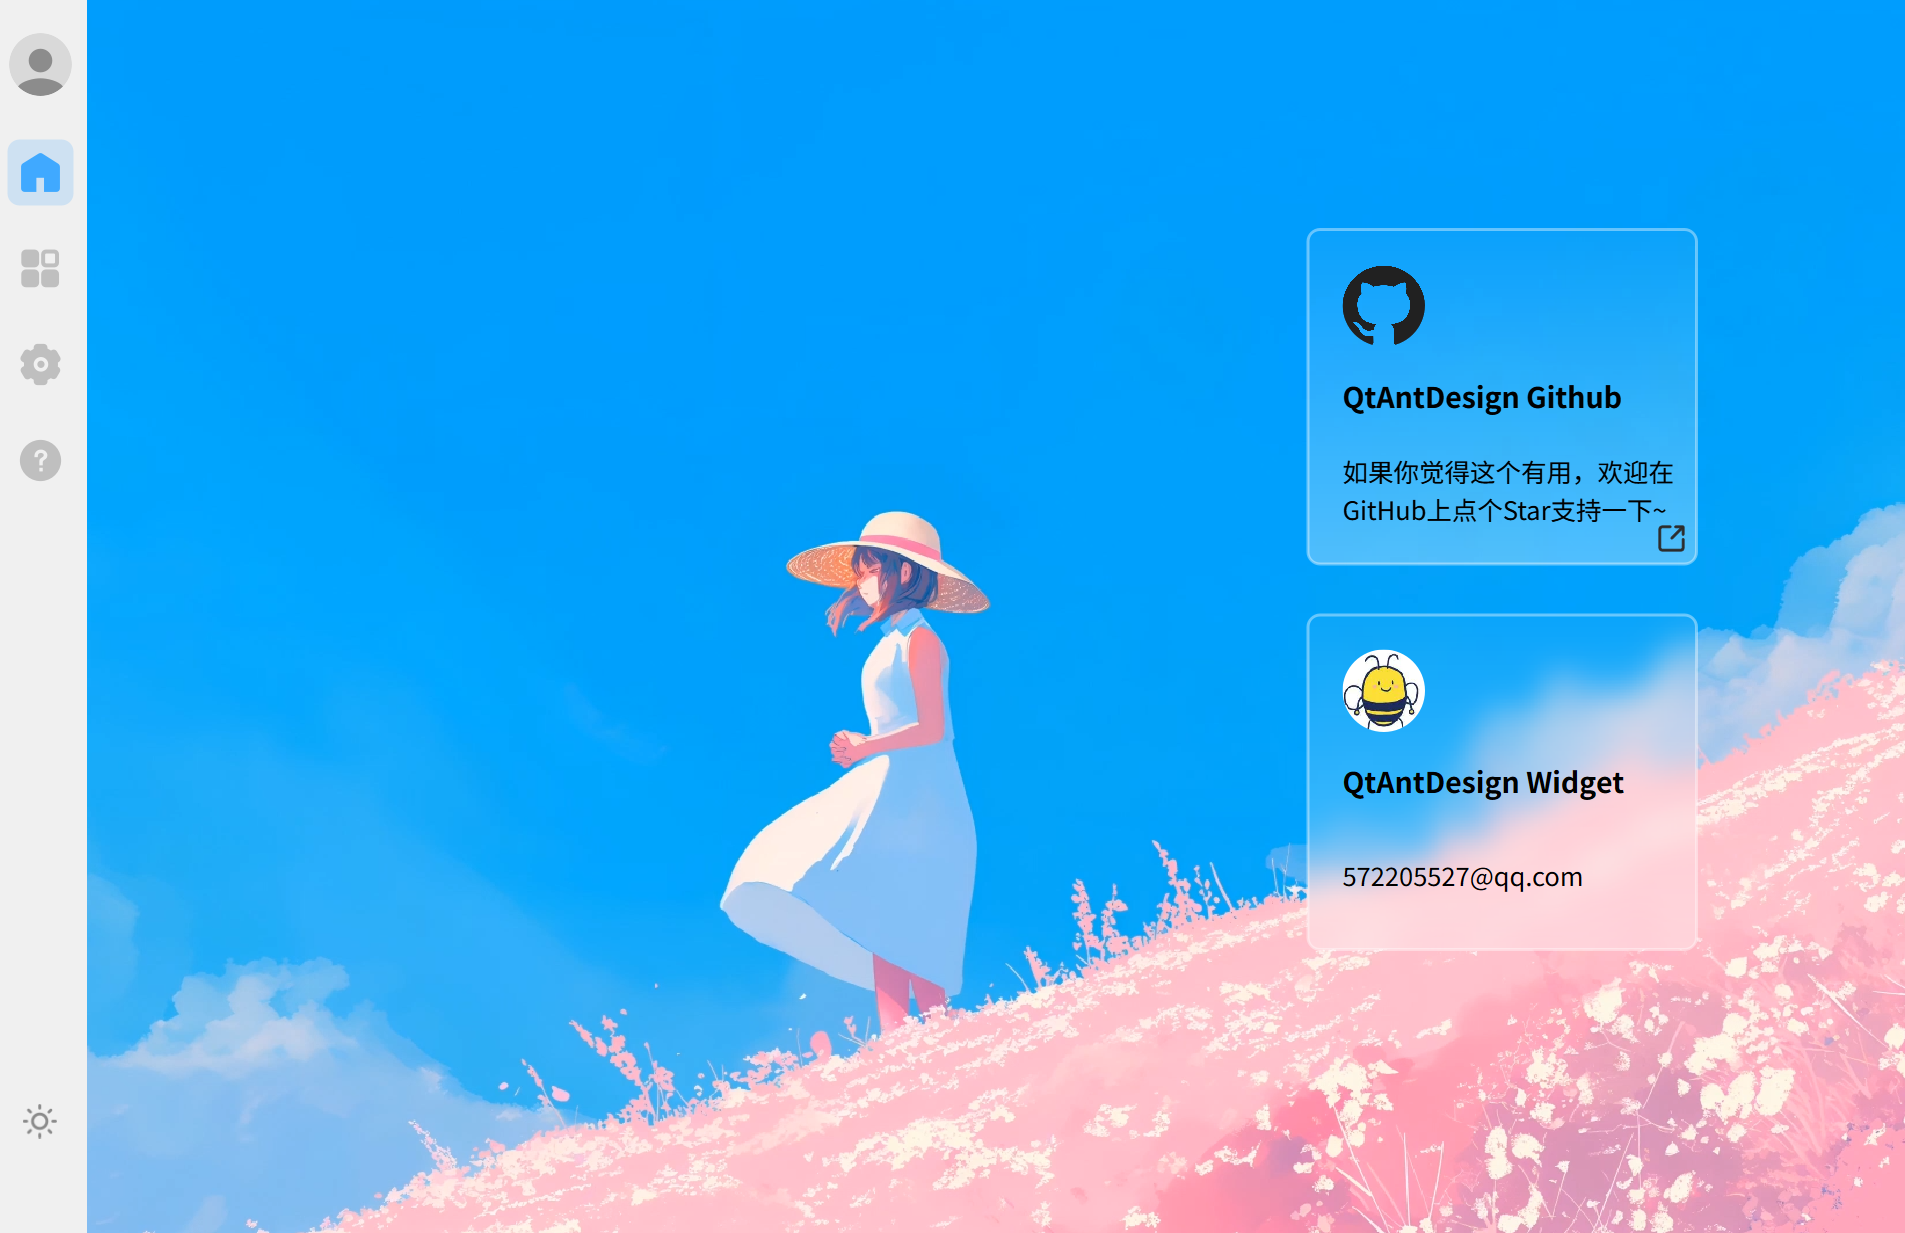 QtAntDesign Github
如果你觉得这个有用，欢迎在
GitHub上点个Star支持一下~
QtAntDesign Widget
572205527@qq.com